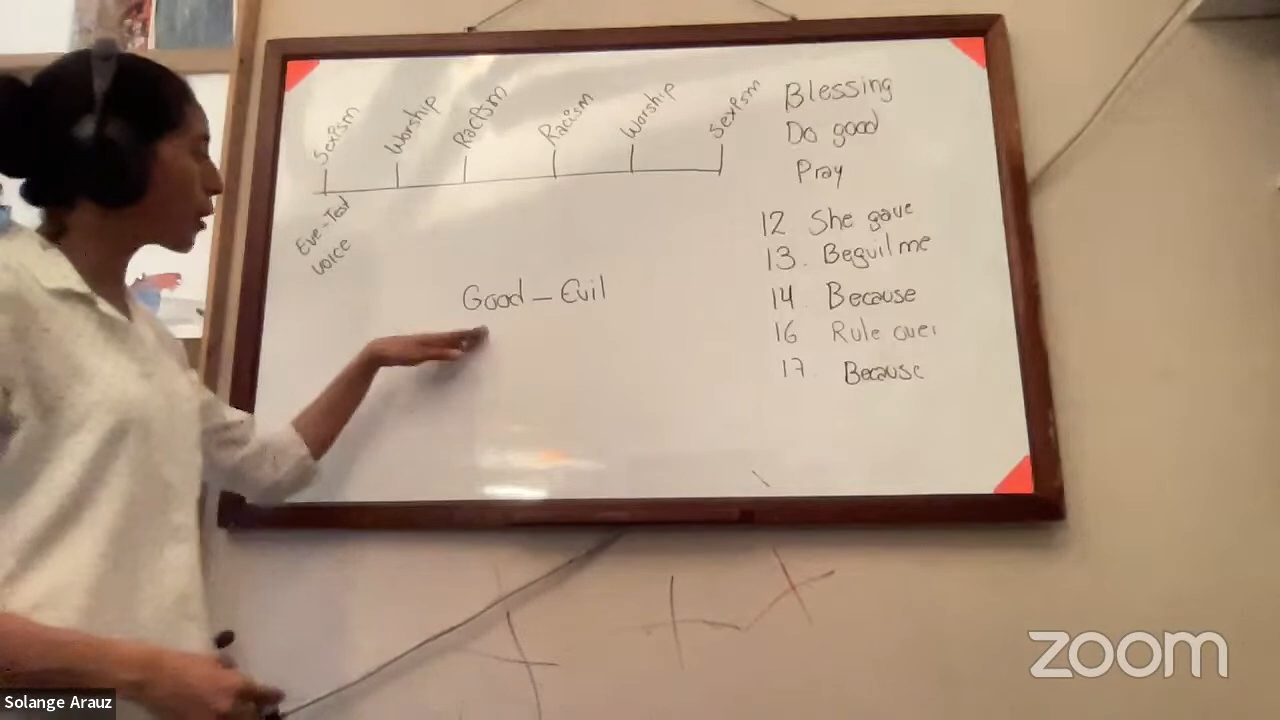 Sexism Worship Racism Racism Worship Sexism
Eve - Test
voice
Good - Evil
Blessing
Do good
Pray
12 She gave
13. Beguil me
14 Because
16 Rule over
17 Because
zoom
Solange Arauz